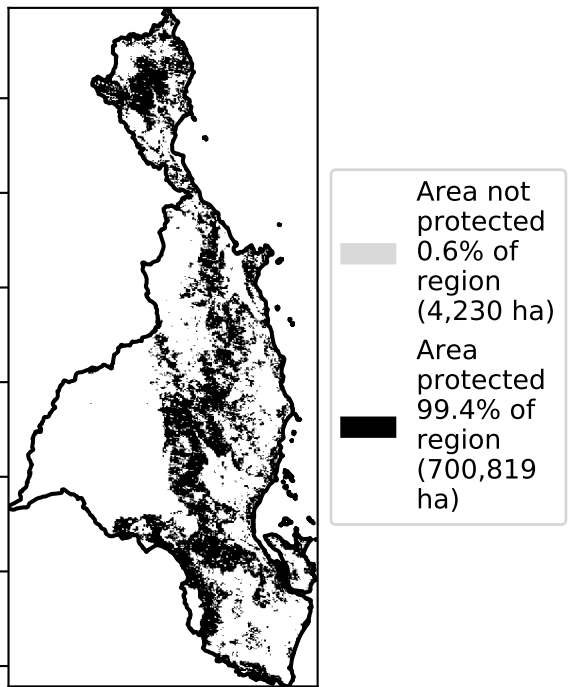 Area not
protected
0.6% of
region
(4,230 ha)
Area
protected
99.4% of
region
(700,819
ha)